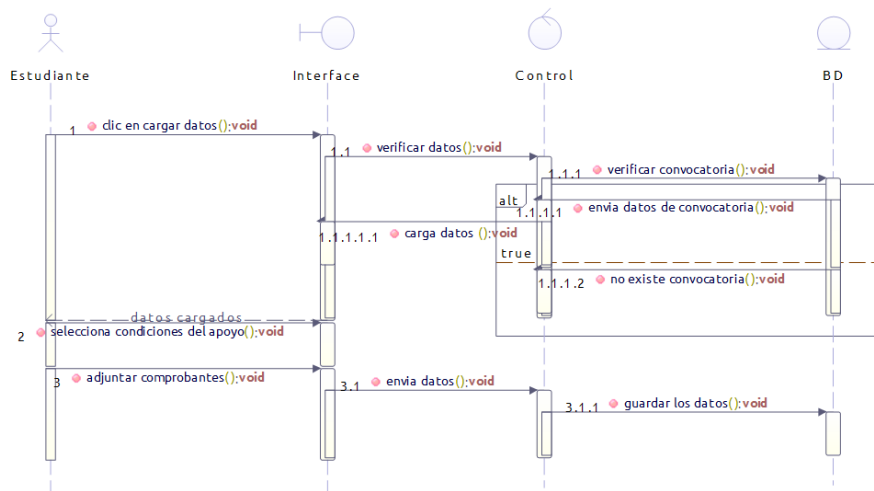 Estudiante
Interface
Control
BD
1 clic en cargar datos():void
1.1 verificar datos():void
1.1.1 verificar convocatoria():void
alt
1.1.1.1 envia datos de convocatoria():void
1.1.1.1.1 carga datos ():void
true
1.1.1.2 no existe convocatoria():void
datos cargados
2 selecciona condiciones del apoyo():void
3 adjuntar comprobantes():void
3.1 envia datos():void
3.1.1 guardar los datos():void